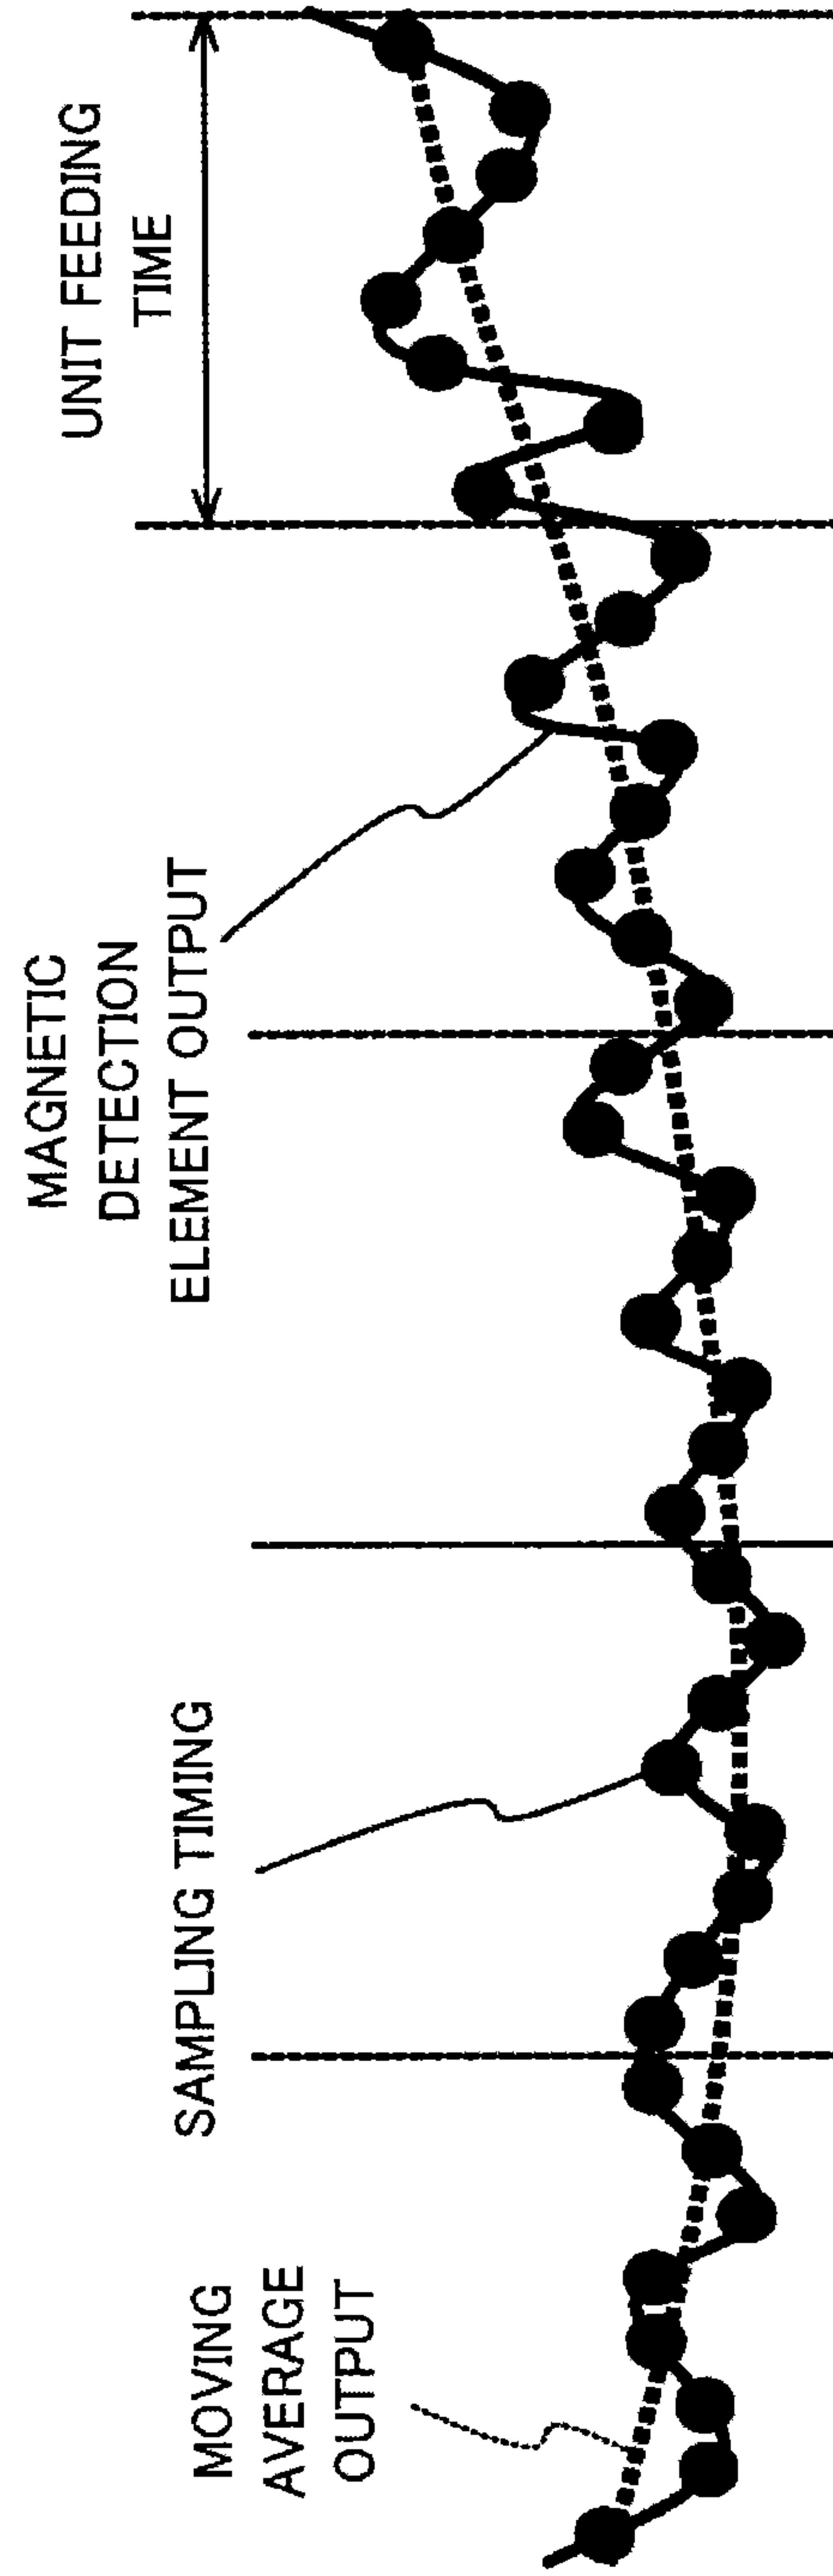 MOVING
AVERAGE
OUTPUT
SAMPLING TIMING
MAGNETIC
DETECTION
ELEMENT OUTPUT
UNIT FEEDING
TIME